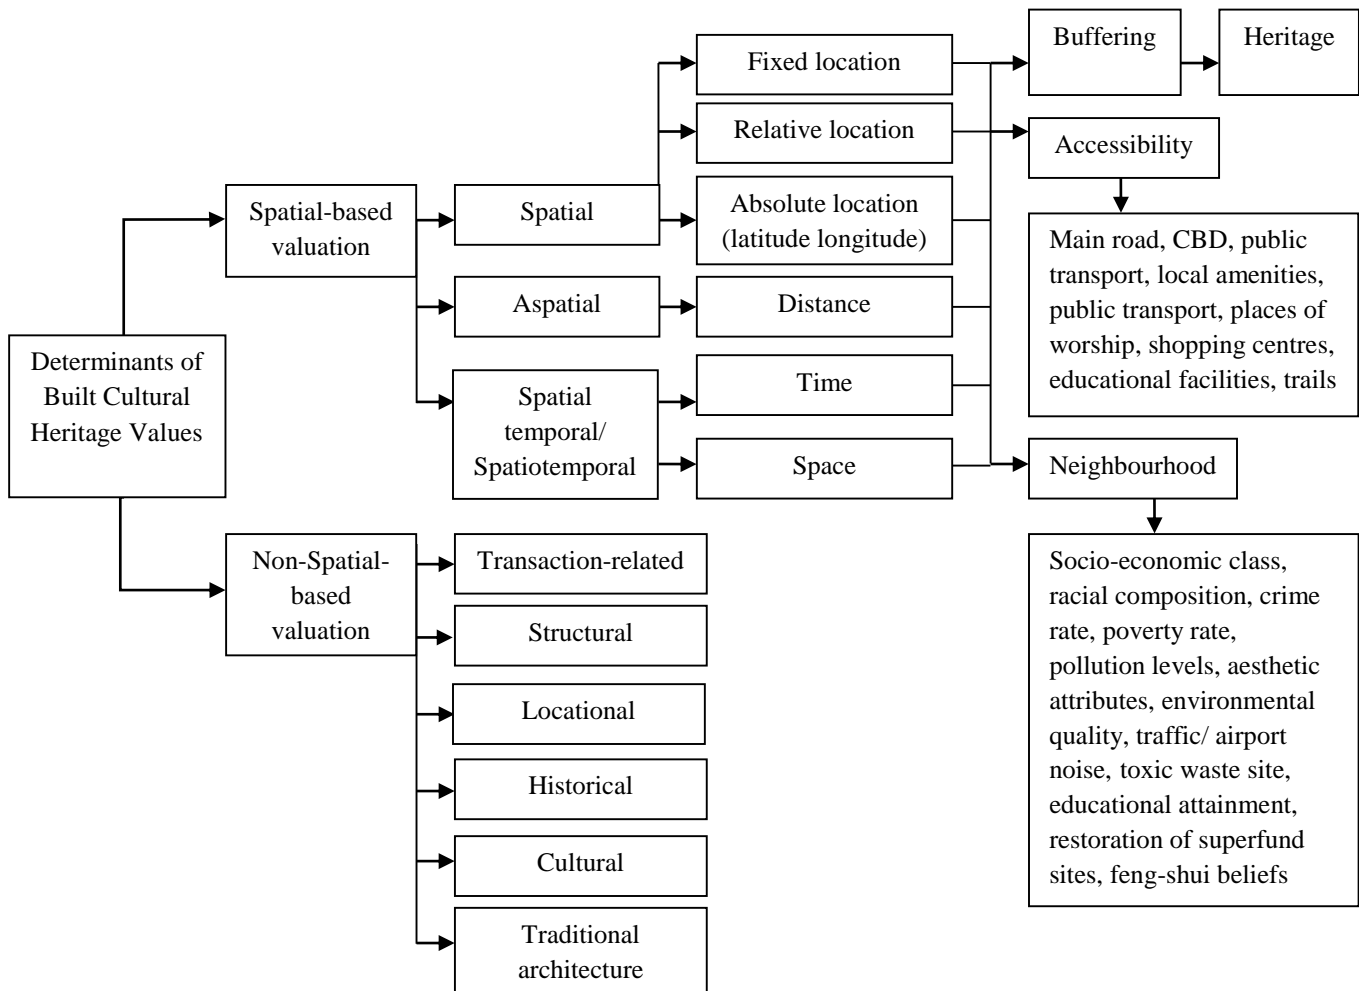 Determinants of
Built Cultural
Heritage Values
Spatial-based
valuation
Non-Spatial-
based
valuation
Spatial
Aspatial
Spatial
temporal/
Spatiotemporal
Transaction-related
Structural
Locational
Historical
Cultural
Traditional
architecture
Fixed location
Relative location
Absolute location
(latitude longitude)
Distance
Time
Space
Buffering
Heritage
Accessibility
Main road, CBD, public
transport, local amenities,
public transport, places of
worship, shopping centres,
educational facilities, trails
Neighbourhood
Socio-economic class,
racial composition, crime
rate, poverty rate,
pollution levels, aesthetic
attributes, environmental
quality, traffic/ airport
noise, toxic waste site,
educational attainment,
restoration of superfund
sites, feng-shui beliefs